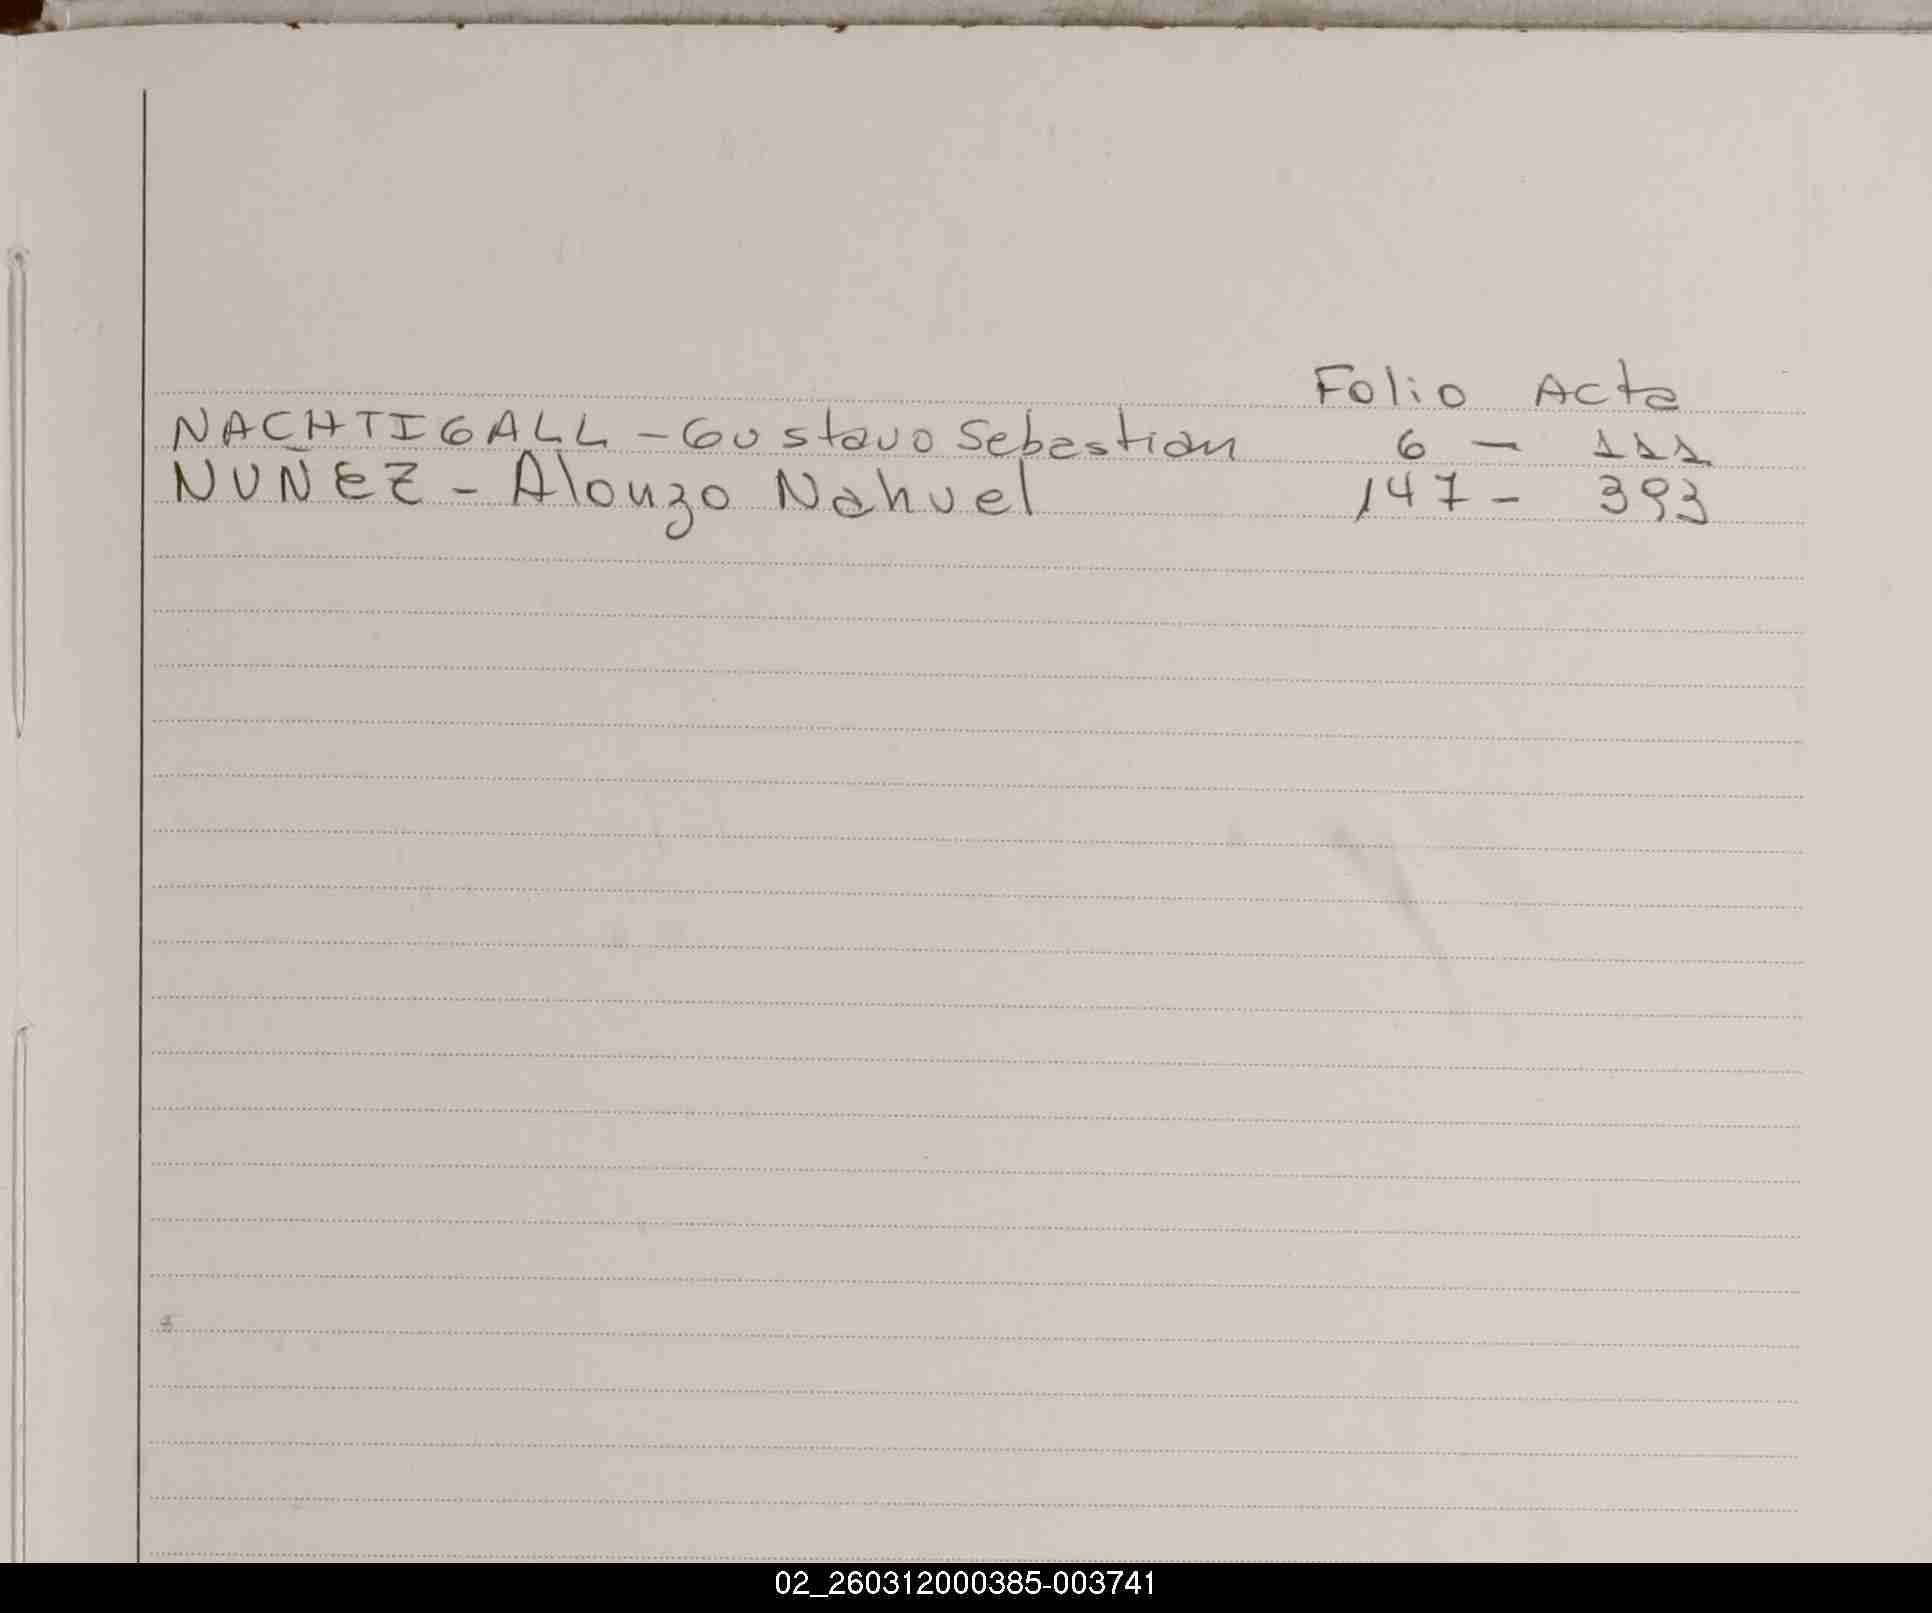 Folio Acta
NACHTIGALL - Gustavo Sebastian 6 - 111
NUÑEZ - Alonzo Nahuel 147 - 393
02_260312000385-003741